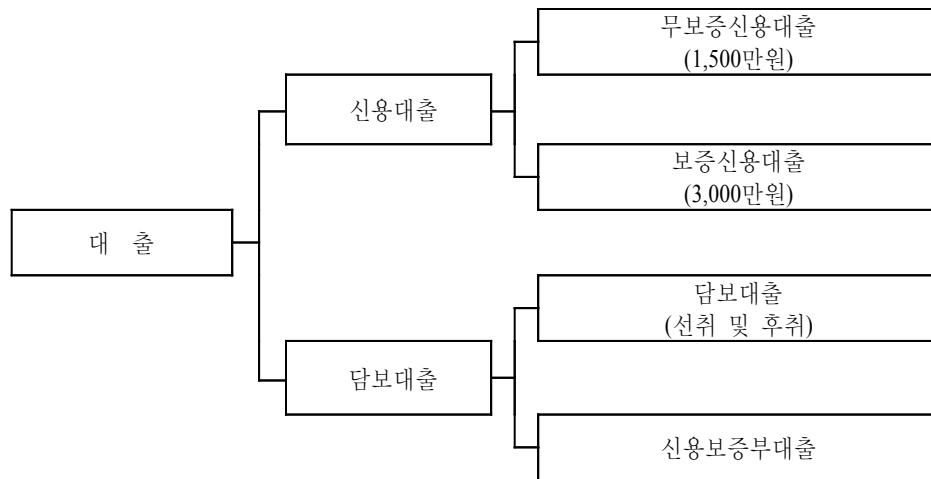 무보증신용대출
(1,500만원)
신용대출
보증신용대출
(3,000만원)
대 출
담보대출
(선취 및 후취)
담보대출
신용보증부대출